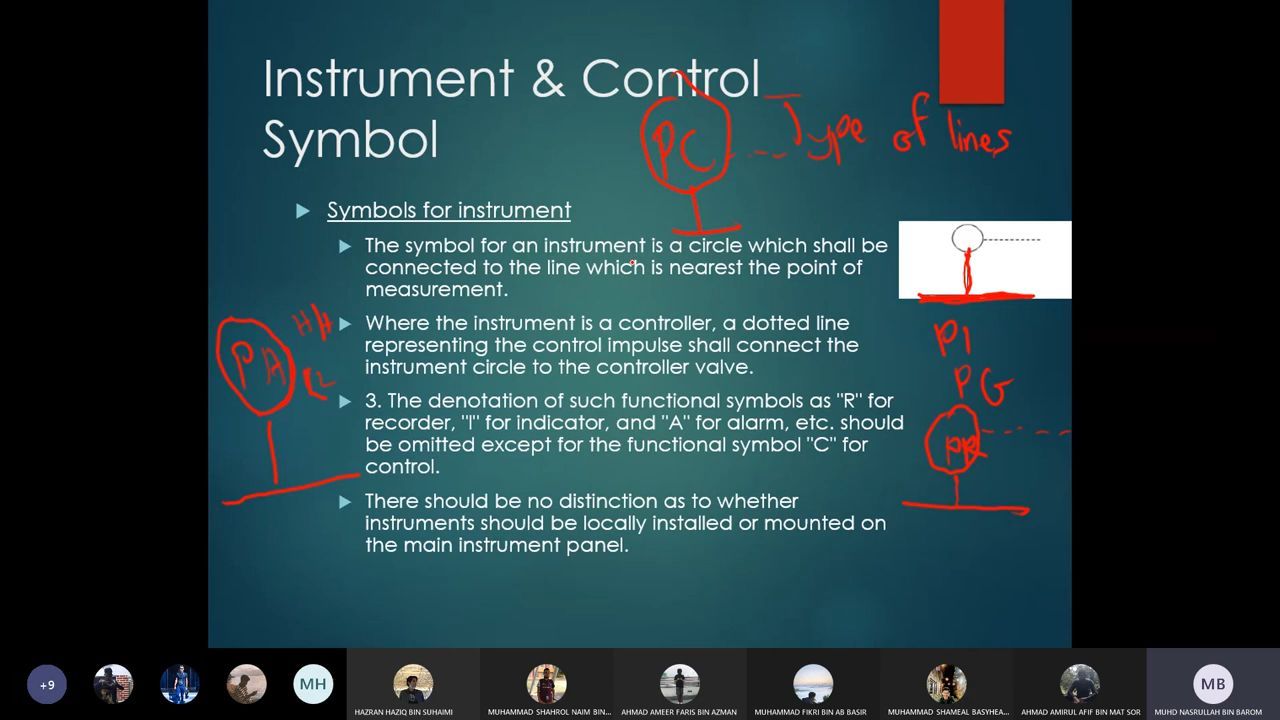 Instrument & Control
Symbol
PC
Type of lines
Symbols for instrument
The symbol for an instrument is a circle which shall be
connected to the line which is nearest the point of
measurement.
Where the instrument is a controller, a dotted line
representing the control impulse shall connect the
instrument circle to the controller valve.
3. The denotation of such functional symbols as "R" for
recorder, "I" for indicator, and "A" for alarm, etc. should
be omitted except for the functional symbol "C" for
control.
There should be no distinction as to whether
instruments should be locally installed or mounted on
the main instrument panel.
PA
H/H
PI
PG
PR
+9
MH
HAZRAN HAZIQ BIN SUHAIMI
MUHAMMAD SHAHROL NAIM BIN...
AHMAD AMEER FARIS BIN AZMAN
MUHAMMAD FIKRI BIN AB BASIR
MUHAMMAD SHAMEAL BASYHEA...
AHMAD AMIRUL AFIF BIN MAT SOR
MB
MUHD NASRULLAH BIN BAROM